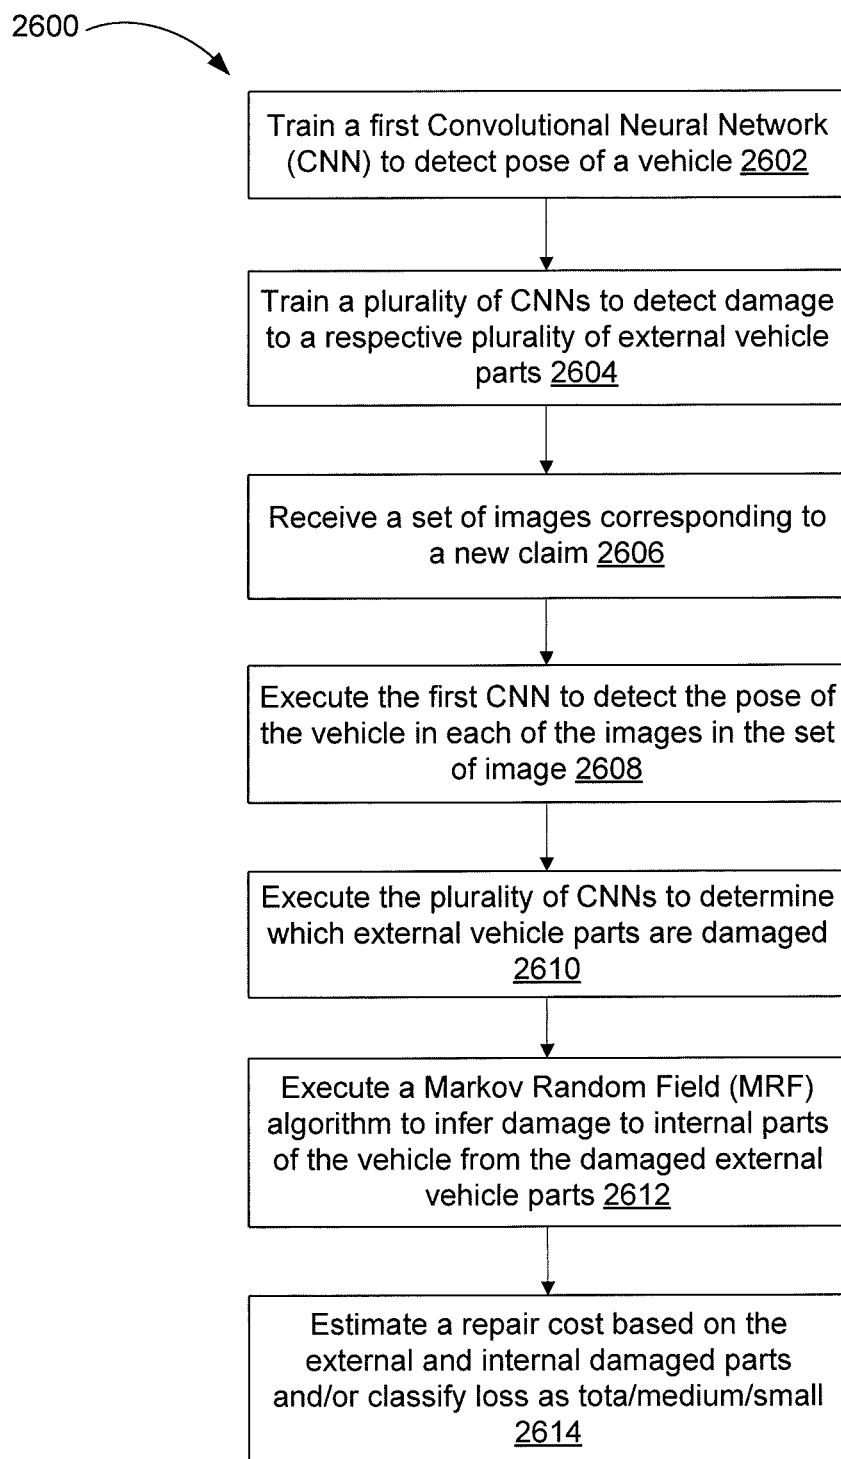 2600
Train a first Convolutional Neural Network
(CNN) to detect pose of a vehicle 2602
Train a plurality of CNNs to detect damage
to a respective plurality of external vehicle
parts 2604
Receive a set of images corresponding to
a new claim 2606
Execute the first CNN to detect the pose of
the vehicle in each of the images in the set
of image 2608
Execute the plurality of CNNs to determine
which external vehicle parts are damaged
2610
Execute a Markov Random Field (MRF)
algorithm to infer damage to internal parts
of the vehicle from the damaged external
vehicle parts 2612
Estimate a repair cost based on the
external and internal damaged parts
and/or classify loss as tota/medium/small
2614